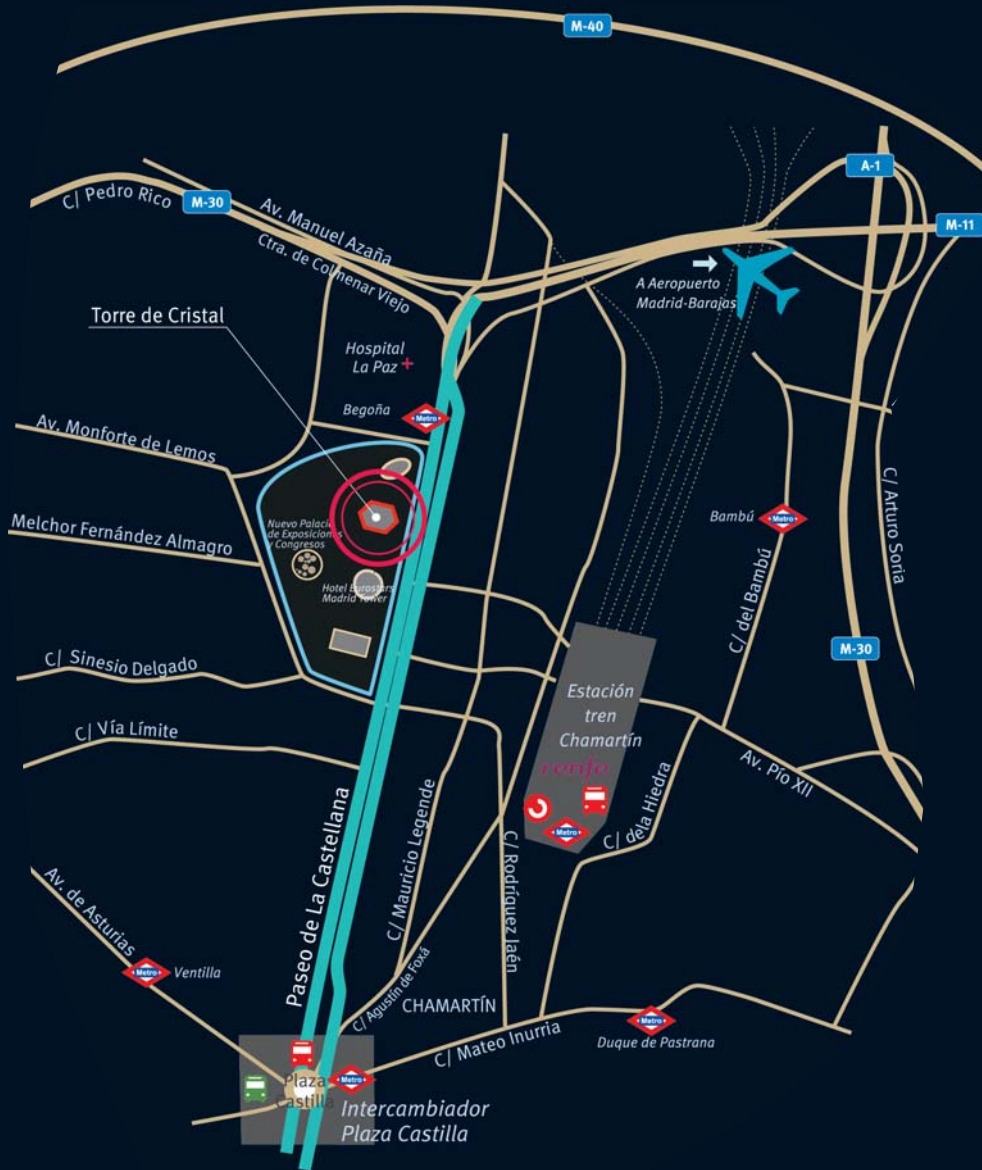 M-40
A-1
C/ Pedro Rico
M-30
Av. Manuel Azaña
M-11
Ctra. de Colmenar Viejo
A Aeropuerto
Madrid-Barajas
Torre de Cristal
Hospital
La Paz
Begoña
Metro
Av. Monforte de Lemos
C/ Arturo Soria
Bambú
Metro
Melchor Fernández Almagro
Nuevo Palacio
de Exposiciones
y Congresos
Hotel Eurostars
Madrid Tower
C/ del Bambú
C/ Sinesio Delgado
M-30
Estación
tren
Chamartín
renfe
Metro
C/ Vía Límite
Av. Pío XII
C/ dela Hiedra
Paseo de La Castellana
C/ Mauricio Legende
C/ Rodríguez Jaén
Av. de Asturias
Metro
Ventilla
C/ Agustín de Foxá
CHAMARTÍN
C/ Mateo Inurria
Metro
Duque de Pastrana
Plaza
Castilla
Metro
Intercambiador
Plaza Castilla